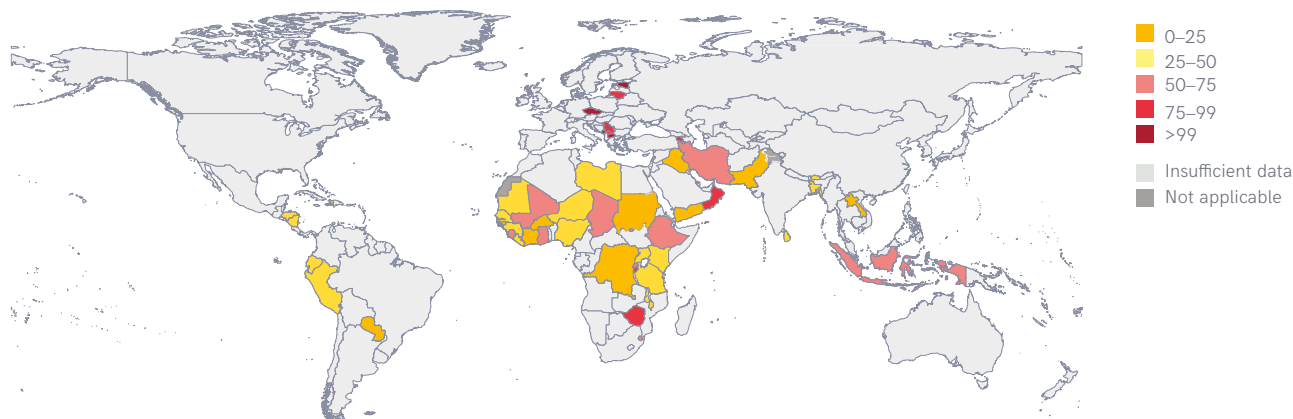 0–25
25–50
50–75
75–99
>99
Insufficient data
Not applicable